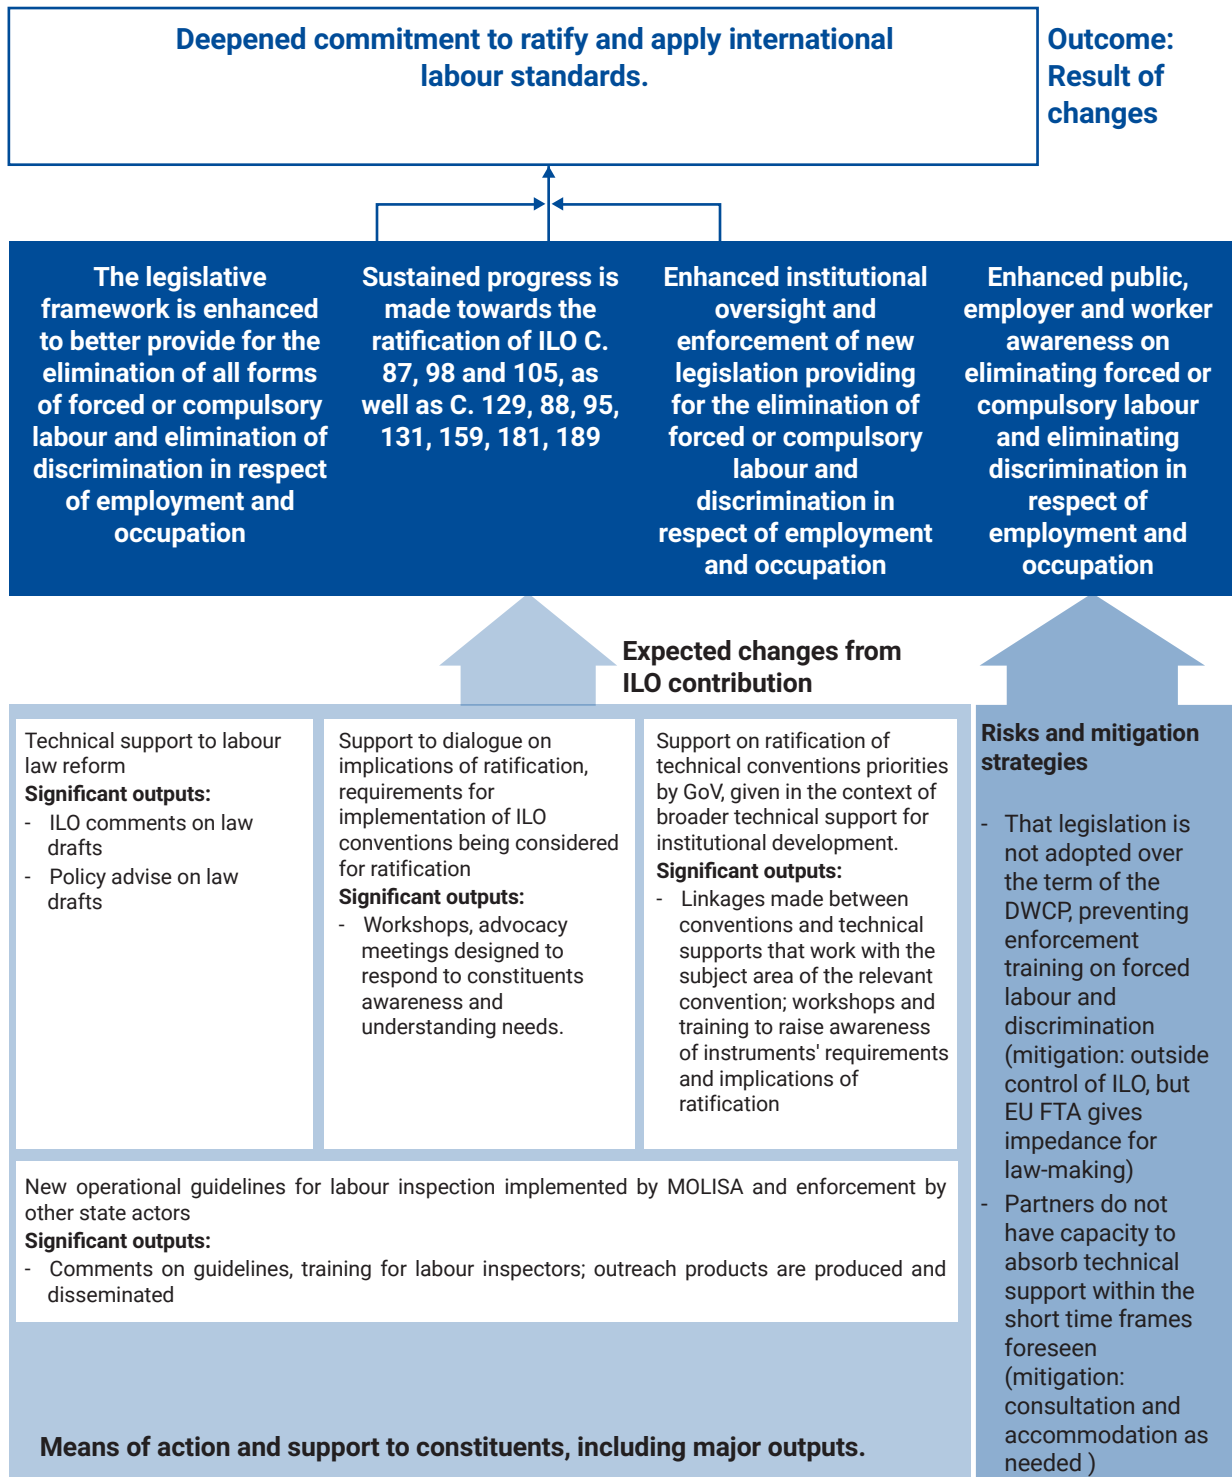 Deepened commitment to ratify and apply international
labour standards.
Outcome:
Result of
changes
The legislative
framework is enhanced
to better provide for the
elimination of all forms
of forced or compulsory
labour and elimination of
discrimination in respect
of employment and
occupation
Sustained progress is
made towards the
ratification of ILO C.
87, 98 and 105, as
well as C. 129, 88, 95,
131, 159, 181, 189
Enhanced institutional
oversight and
enforcement of new
legislation providing
for the elimination of
forced or compulsory
labour and
discrimination in
respect of employment
and occupation
Enhanced public,
employer and worker
awareness on
eliminating forced or
compulsory labour
and eliminating
discrimination in
respect of
employment and
occupation
Expected changes from
ILO contribution
Technical support to labour
law reform
Significant outputs:
- ILO comments on law
drafts
- Policy advise on law
drafts
Support to dialogue on
implications of ratification,
requirements for
implementation of ILO
conventions being considered
for ratification
Significant outputs:
- Workshops, advocacy
meetings designed to
respond to constituents
awareness and
understanding needs.
Support on ratification of
technical conventions priorities
by GoV, given in the context of
broader technical support for
institutional development.
Significant outputs:
- Linkages made between
conventions and technical
supports that work with the
subject area of the relevant
convention; workshops and
training to raise awareness
of instruments' requirements
and implications of
ratification
New operational guidelines for labour inspection implemented by MOLISA and enforcement by
other state actors
Significant outputs:
- Comments on guidelines, training for labour inspectors; outreach products are produced and
disseminated
Means of action and support to constituents, including major outputs.
Risks and mitigation
strategies
- That legislation is
not adopted over
the term of the
DWCP, preventing
enforcement
training on forced
labour and
discrimination
(mitigation: outside
control of ILO, but
EU FTA gives
impedance for
law-making)
- Partners do not
have capacity to
absorb technical
support within the
short time frames
foreseen
(mitigation:
consultation and
accommodation as
needed )